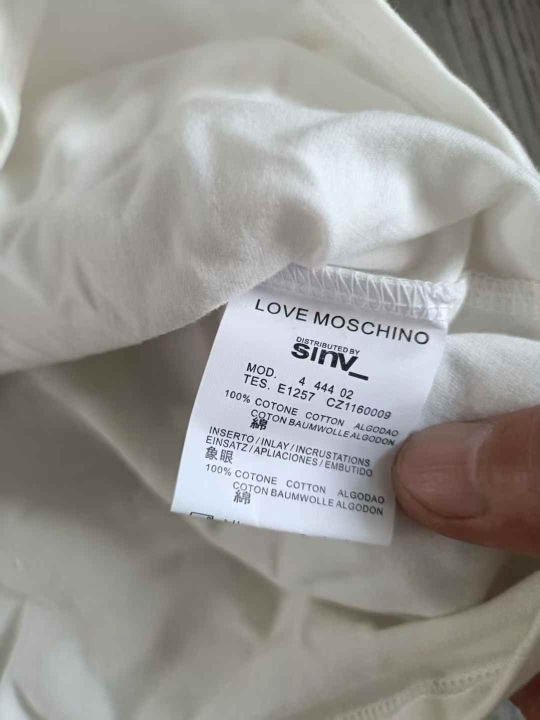 LOVE MOSCHINO
DISTRIBUTED BY
sinv_
MOD. 4 444 02
TES. E1257 CZ1160009
100% COTONE COTTON ALGODAO
COTON BAUMWOLLE ALGODON
綿
INSERTO/INLAY/INCRUSTATIONS
EINSATZ/APLIACIONES/EMBUTiDO
象眼
100% COTONE COTTON ALGODAO
COTON BAUMWOLLE ALGODON
綿